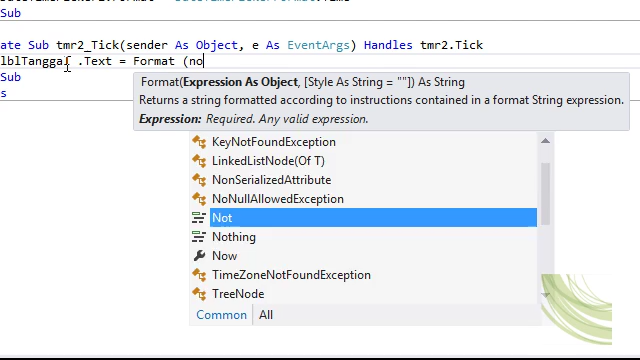 Sub
ate Sub tmr2_Tick(sender As Object, e As EventArgs) Handles tmr2.Tick
lblTanggal .Text = Format (no
Sub
s
Format(Expression As Object, [Style As String = ""]) As String
Returns a string formatted according to instructions contained in a format String expression.
Expression: Required. Any valid expression.
KeyNotFoundException
LinkedListNode(Of T)
NonSerializedAttribute
NoNullAllowedException
Not
Nothing
Now
TimeZoneNotFoundException
TreeNode
Common
All